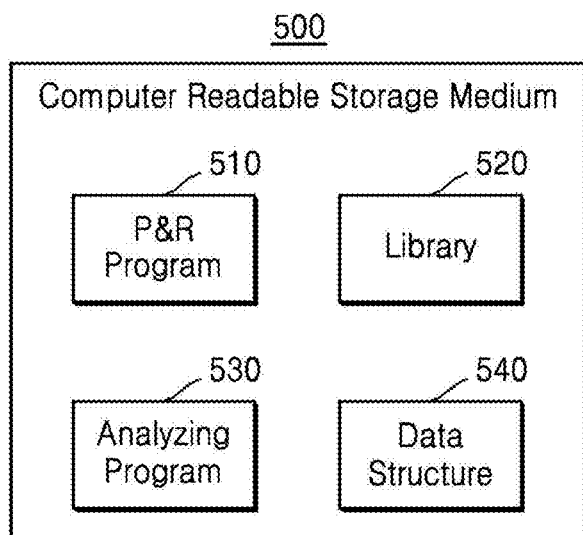 500
Computer Readable Storage Medium
510
520
P&R
Program
Library
530
540
Analyzing
Program
Data
Structure